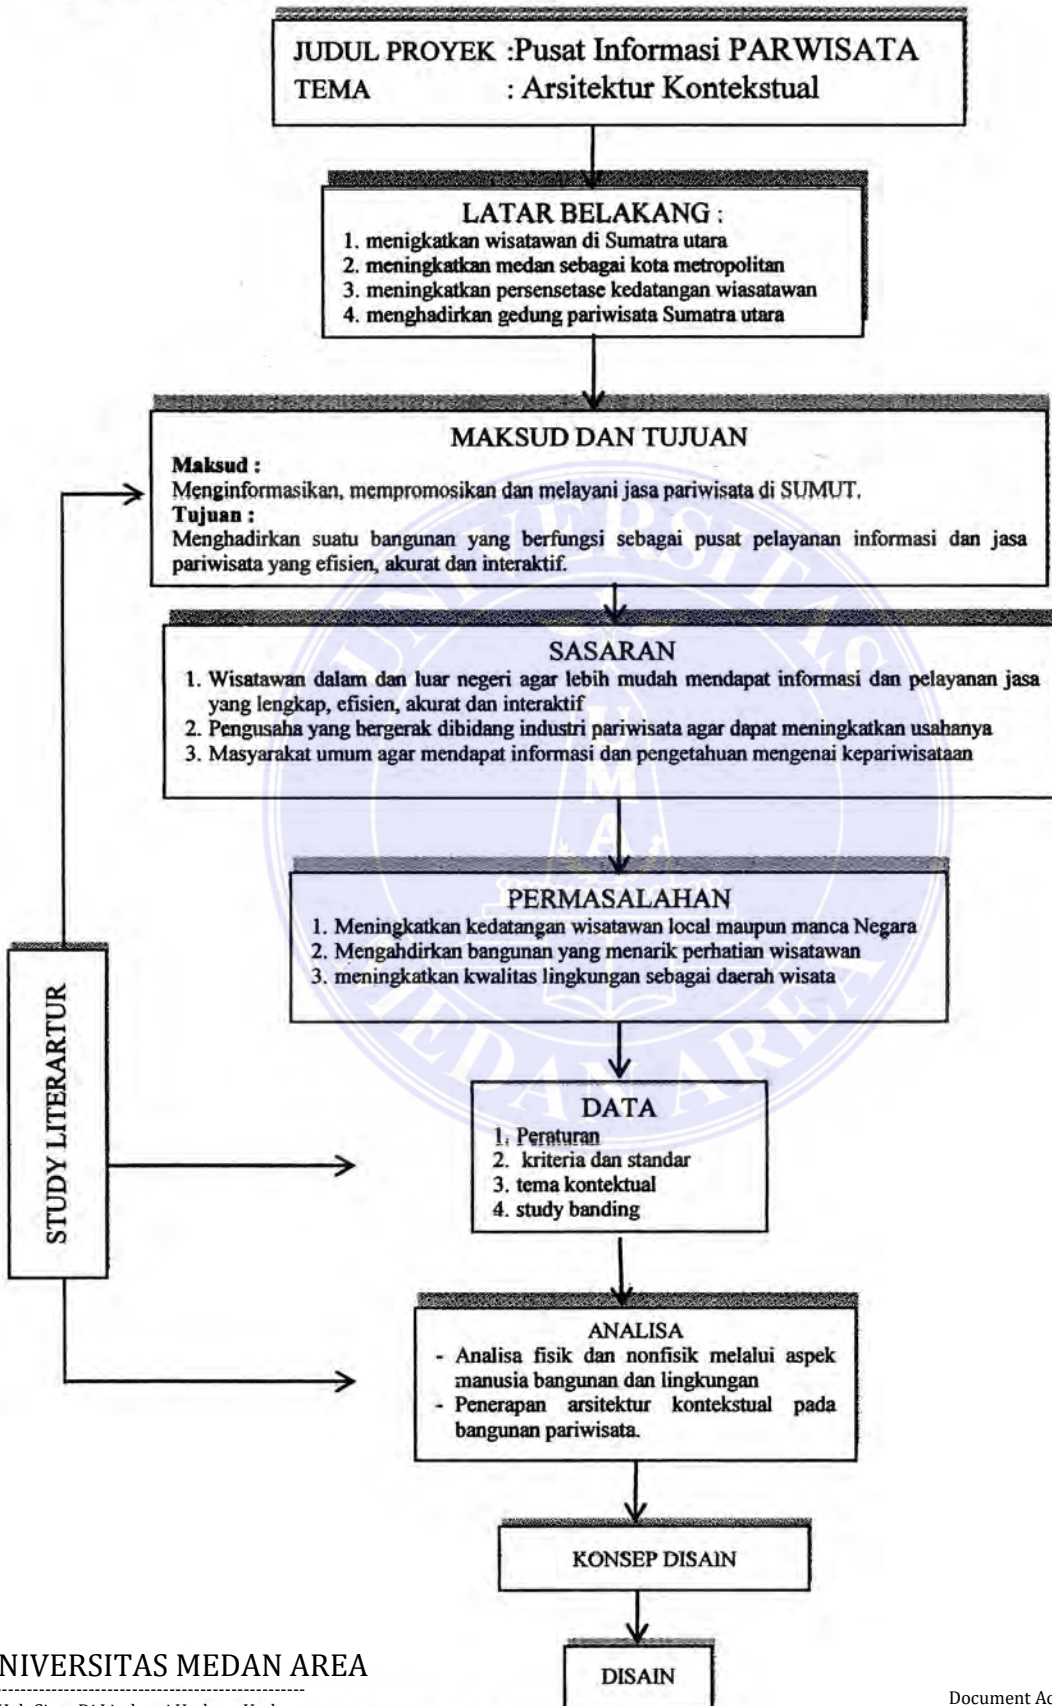 JUDUL PROYEK :Pusat Informasi PARWISATA
TEMA : Arsitektur Kontekstual
LATAR BELAKANG :
1. menigkatkan wisatawan di Sumatra utara
2. meningkatkan medan sebagai kota metropolitan
3. meningkatkan persensetase kedatangan wiasatawan
4. menghadirkan gedung pariwisata Sumatra utara
MAKSUD DAN TUJUAN
Maksud :
Menginformasikan, mempromosikan dan melayani jasa pariwisata di SUMUT.
Tujuan :
Menghadirkan suatu bangunan yang berfungsi sebagai pusat pelayanan informasi dan jasa
pariwisata yang efisien, akurat dan interaktif.
SASARAN
1. Wisatawan dalam dan luar negeri agar lebih mudah mendapat informasi dan pelayanan jasa
yang lengkap, efisien, akurat dan interaktif
2. Pengusaha yang bergerak dibidang industri pariwisata agar dapat meningkatkan usahanya
3. Masyarakat umum agar mendapat informasi dan pengetahuan mengenai kepariwisataan
PERMASALAHAN
1. Meningkatkan kedatangan wisatawan local maupun manca Negara
2. Mengahdirkan bangunan yang menarik perhatian wisatawan
3. meningkatkan kwalitas lingkungan sebagai daerah wisata
STUDY LITERARTUR
DATA
1. Peraturan
2. kriteria dan standar
3. tema kontektual
4. study banding
ANALISA
- Analisa fisik dan nonfisik melalui aspek
manusia bangunan dan lingkungan
- Penerapan arsitektur kontekstual pada
bangunan pariwisata.
KONSEP DISAIN
DISAIN
UNIVERSITAS MEDAN AREA
UMA
NIVERSITAS MEDAN AREA
Document Ac